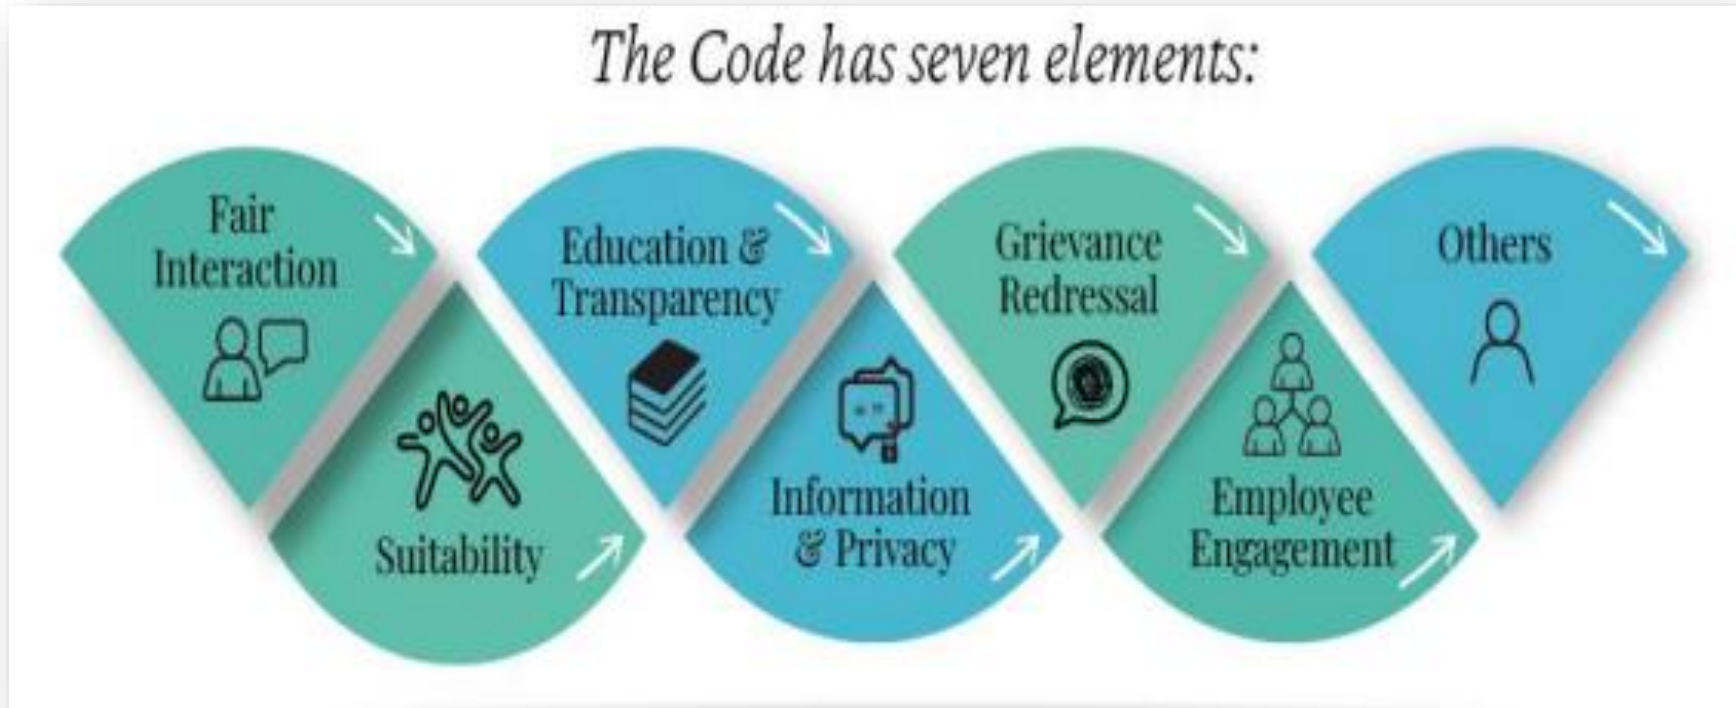 The Code has seven elements:
Fair
Interaction
Suitability
Education &
Transparency
Information
& Privacy
Grievance
Redressal
Employee
Engagement
Others